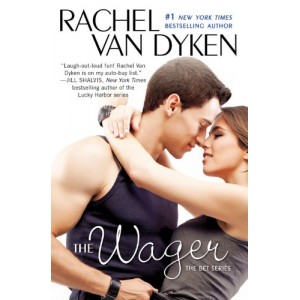 RACHEL
VAN DYKEN
#1 NEW YORK TIMES
BESTSELLING AUTHOR
"Laugh-out-loud fun! Rachel Van
Dyken is on my auto-buy list."
—JILL SHALVIS, New York Times
bestselling author of the
Lucky Harbor series
THE Wager
THE BET SERIES